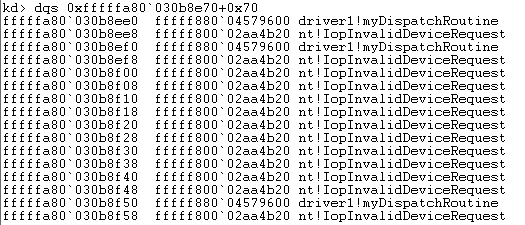 kd> dqs 0xfffffa80`030b8e70+0x70
fffffa80`030b8ee0 fffff880`04579600 driver1!myDispatchRoutine
fffffa80`030b8ee8 fffff800`02aa4b20 nt!IopInvalidDeviceRequest
fffffa80`030b8ef0 fffff880`04579600 driver1!myDispatchRoutine
fffffa80`030b8ef8 fffff800`02aa4b20 nt!IopInvalidDeviceRequest
fffffa80`030b8f00 fffff800`02aa4b20 nt!IopInvalidDeviceRequest
fffffa80`030b8f08 fffff800`02aa4b20 nt!IopInvalidDeviceRequest
fffffa80`030b8f10 fffff800`02aa4b20 nt!IopInvalidDeviceRequest
fffffa80`030b8f18 fffff800`02aa4b20 nt!IopInvalidDeviceRequest
fffffa80`030b8f20 fffff800`02aa4b20 nt!IopInvalidDeviceRequest
fffffa80`030b8f28 fffff800`02aa4b20 nt!IopInvalidDeviceRequest
fffffa80`030b8f30 fffff800`02aa4b20 nt!IopInvalidDeviceRequest
fffffa80`030b8f38 fffff800`02aa4b20 nt!IopInvalidDeviceRequest
fffffa80`030b8f40 fffff800`02aa4b20 nt!IopInvalidDeviceRequest
fffffa80`030b8f48 fffff800`02aa4b20 nt!IopInvalidDeviceRequest
fffffa80`030b8f50 fffff880`04579600 driver1!myDispatchRoutine
fffffa80`030b8f58 fffff800`02aa4b20 nt!IopInvalidDeviceRequest